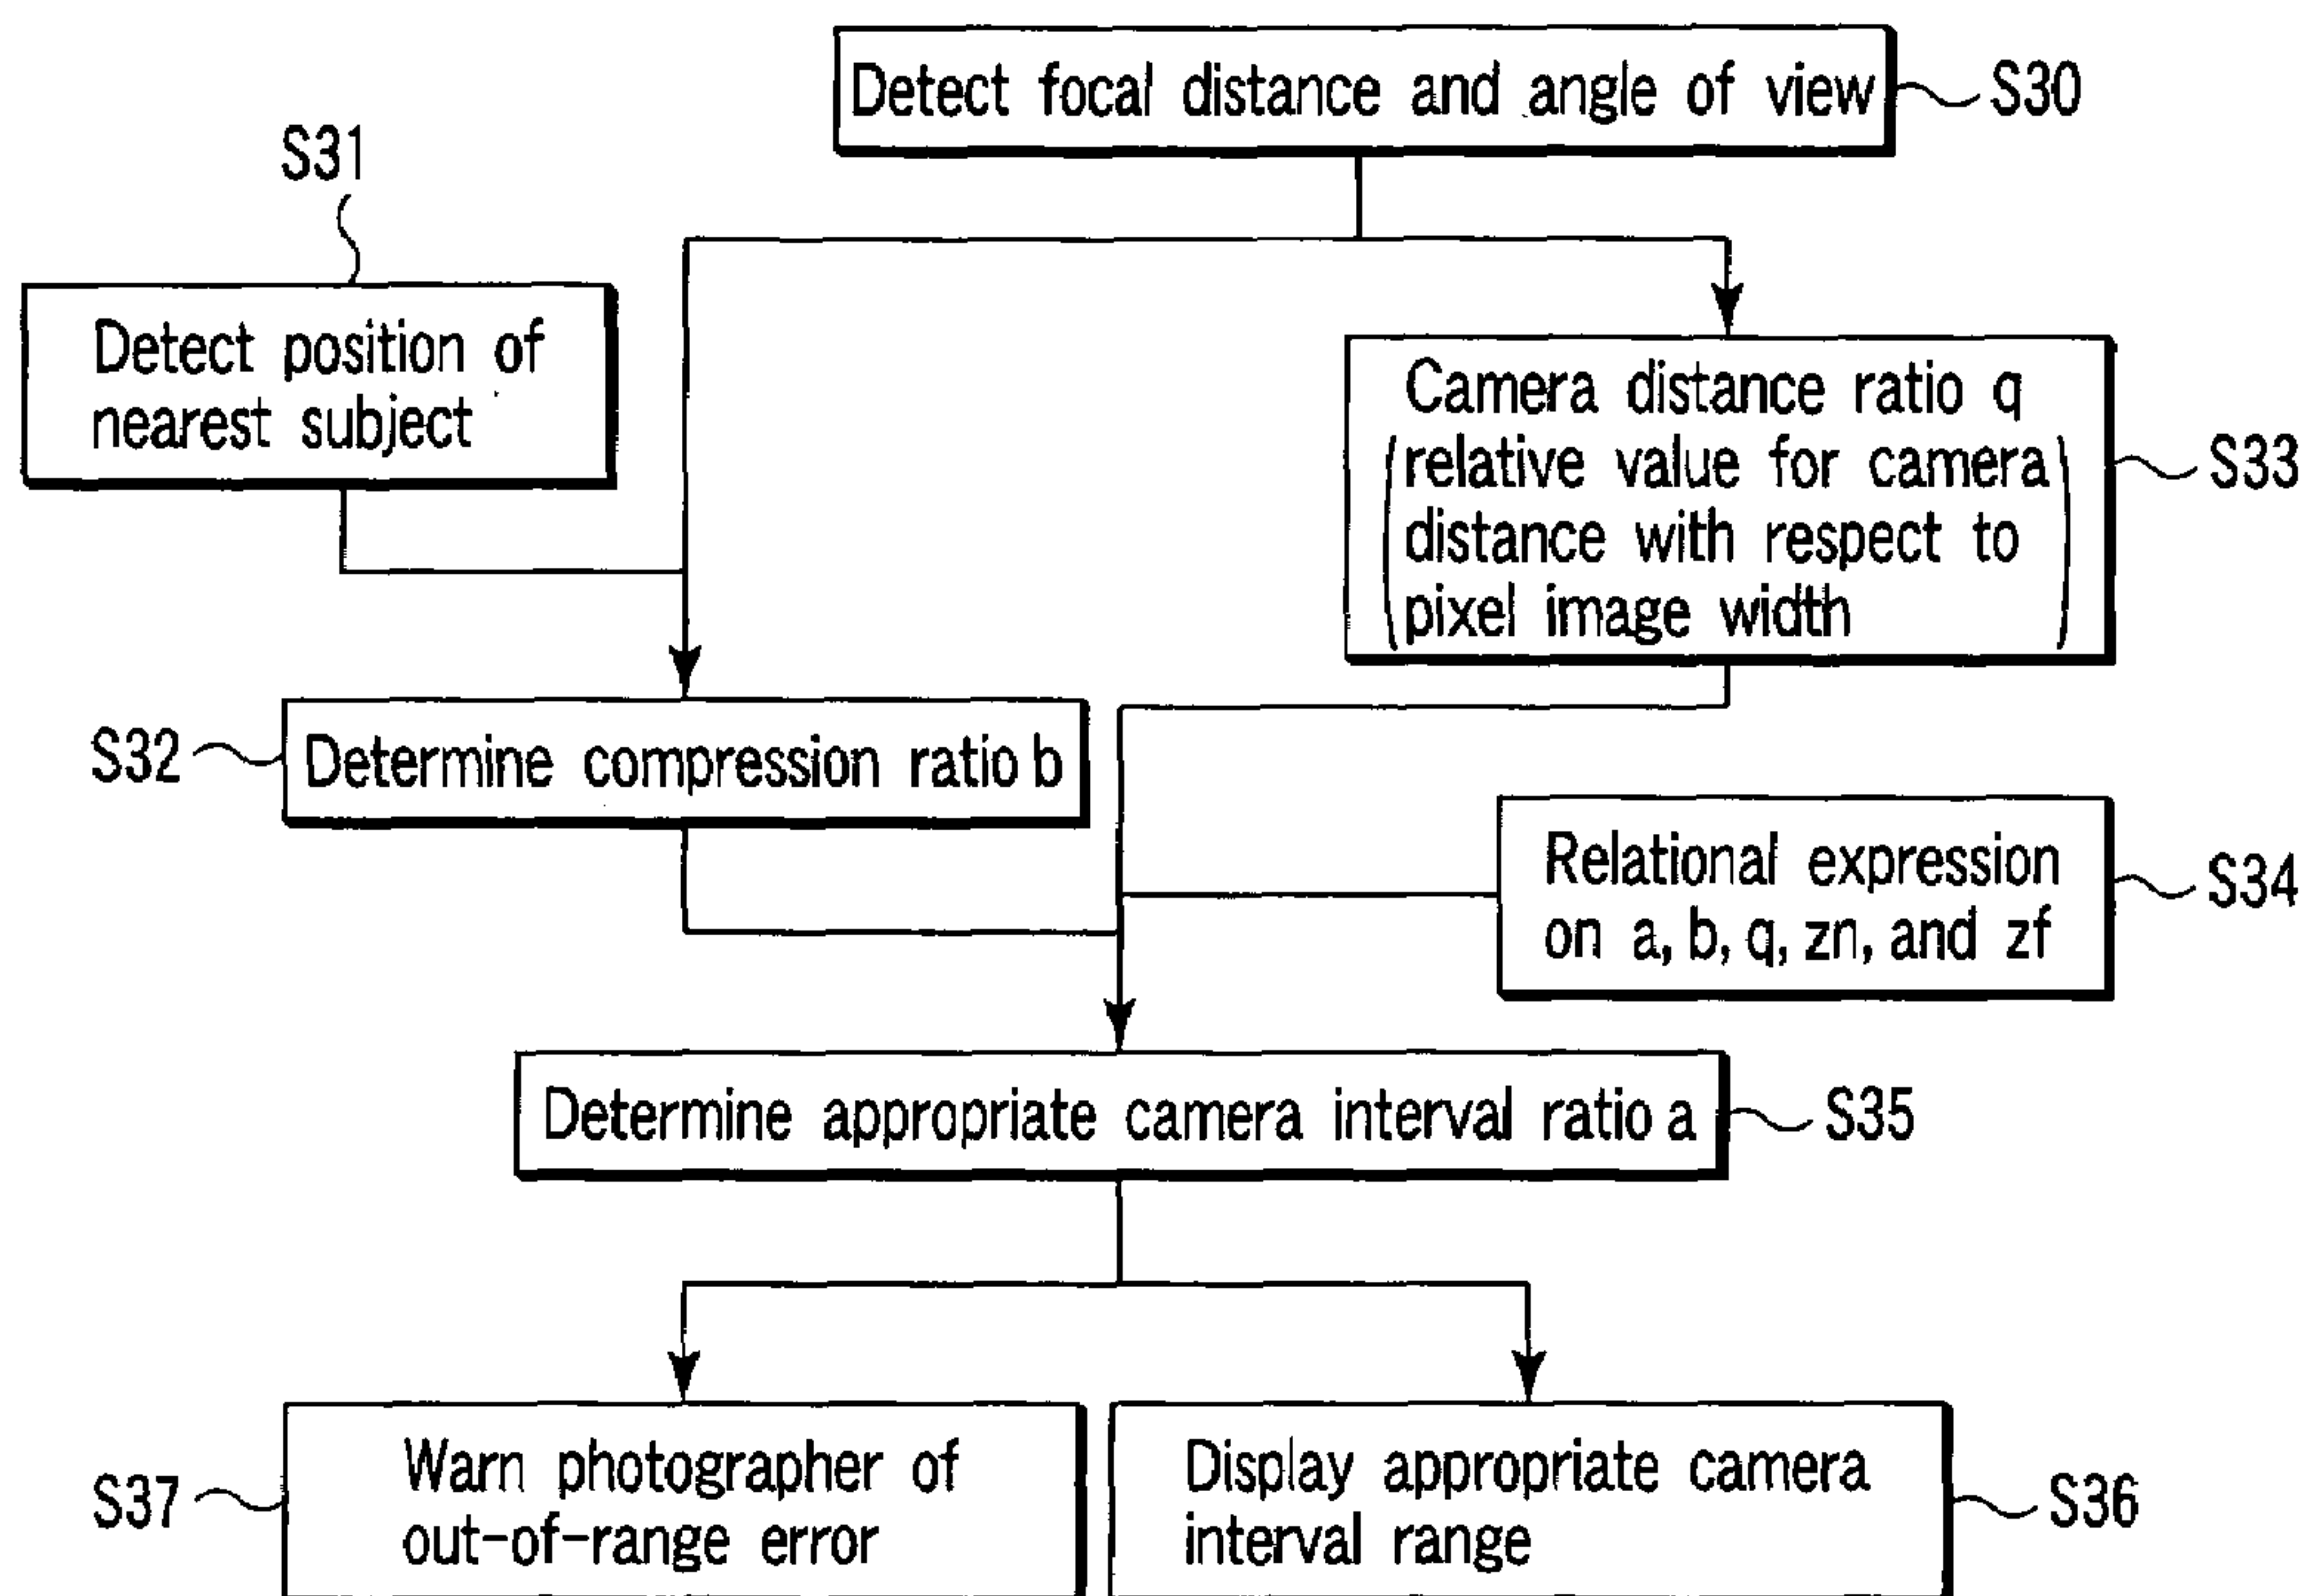 Detect focal distance and angle of view
S30
S31
Detect position of
nearest subject
Camera distance ratio q
relative value for camera
distance with respect to
pixel image width
S33
S32
Determine compression ratio b
Relational expression
on a, b, q, zn, and zf
S34
Determine appropriate camera interval ratio a
S35
S37
Warn photographer of
out-of-range error
Display appropriate camera
interval range
S36